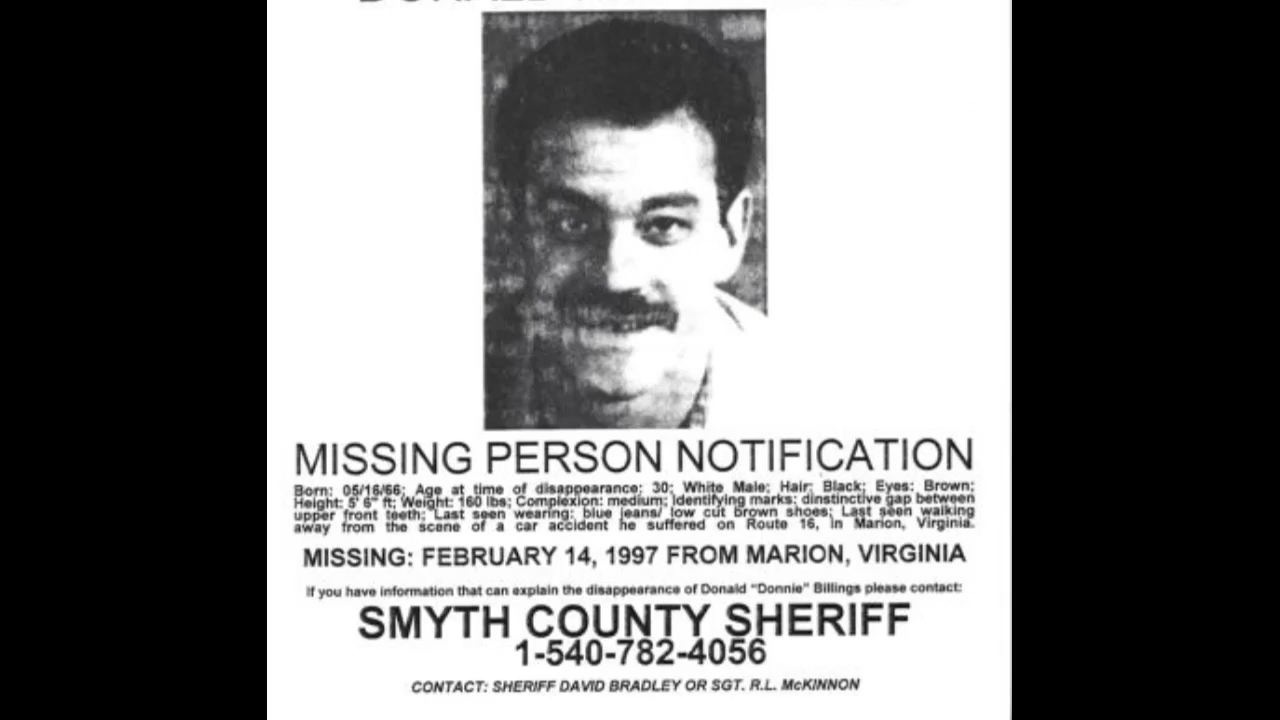 MISSING PERSON NOTIFICATION
Born: 05/16/66; Age at time of disappearance: 30; White Male; Hair: Black; Eyes: Brown;
Height: 5' 6" ft; Weight: 160 lbs; Complexion: medium; Identifying marks: dinstinctive gap between
upper front teeth; Last seen wearing: blue jeans/ low cut brown shoes; Last seen walking
away from the scene of a car accident he suffered on Route 16, in Marion, Virginia.
MISSING: FEBRUARY 14, 1997 FROM MARION, VIRGINIA
If you have information that can explain the disappearance of Donald "Donnie" Billings please contact:
SMYTH COUNTY SHERIFF
1-540-782-4056
CONTACT: SHERIFF DAVID BRADLEY OR SGT. R.L. McKINNON